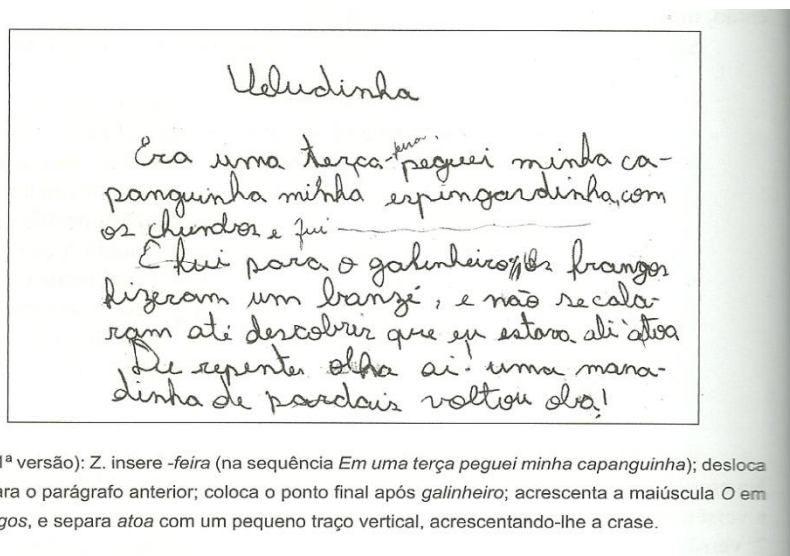 Veludinha
Era uma terça-feira peguei minha ca-
panguinha minha espingardinha, com
os chumbos e fui
E fui para o galinheiro, Os frangos
fizeram um banzé, e não se cala-
ram até descobrir que eu estava ali à toa
De repente, olha ai! uma mana-
dinha de pardais voltou oba!
1ª versão): Z. insere -feira (na sequência Em uma terça peguei minha capanguinha); desloca
ara o parágrafo anterior; coloca o ponto final após galinheiro; acrescenta a maiúscula O em
gos, e separa atoa com um pequeno traço vertical, acrescentando-lhe a crase.